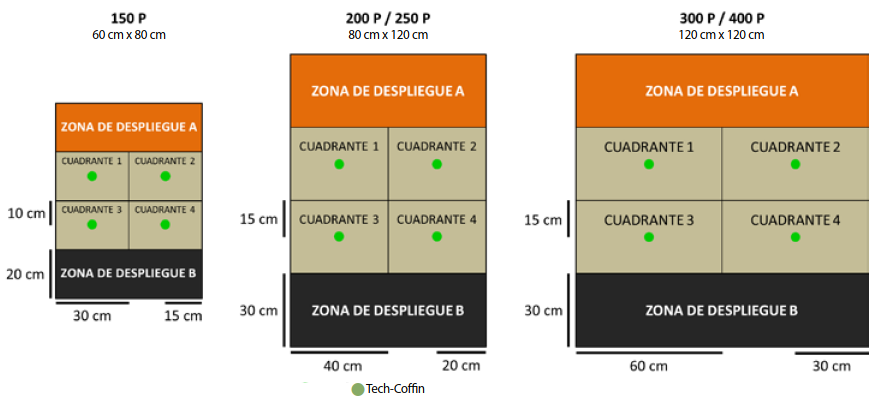 150 P
60 cm x 80 cm
ZONA DE DESPLIEGUE A
CUADRANTE 1
CUADRANTE 2
CUADRANTE 3
CUADRANTE 4
10 cm
ZONA DE DESPLIEGUE B
20 cm
30 cm
15 cm
200 P / 250 P
80 cm x 120 cm
ZONA DE DESPLIEGUE A
CUADRANTE 1
CUADRANTE 2
CUADRANTE 3
CUADRANTE 4
15 cm
ZONA DE DESPLIEGUE B
30 cm
40 cm
20 cm
300 P / 400 P
120 cm x 120 cm
ZONA DE DESPLIEGUE A
CUADRANTE 1
CUADRANTE 2
CUADRANTE 3
CUADRANTE 4
15 cm
ZONA DE DESPLIEGUE B
30 cm
60 cm
30 cm
Tech-Coffin